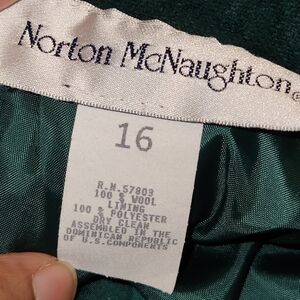 Norton McNaughton®
16
R.N.57803
100 % WOOL
LINING
100 % POLYESTER
DRY CLEAN
ASSEMBLED IN THE
DOMINICAN REPUBLIC
OF U.S.COMPONENTS